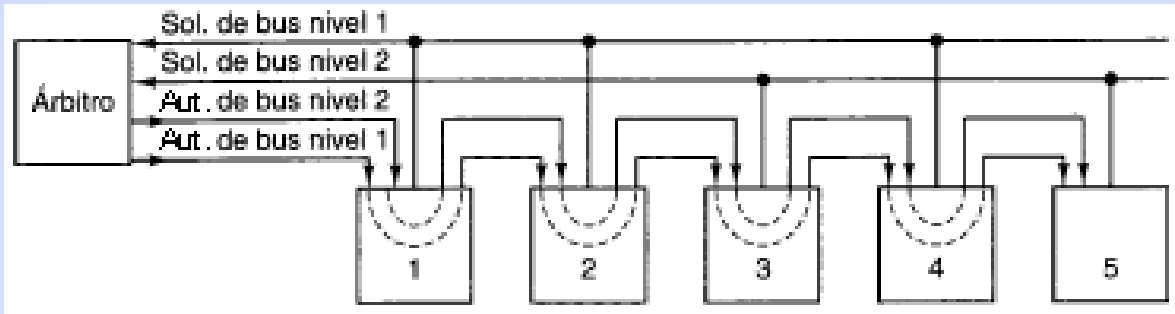 Sol. de bus nivel 1
Sol. de bus nivel 2
Árbitro
Aut. de bus nivel 2
Aut. de bus nivel 1
1
2
3
4
5